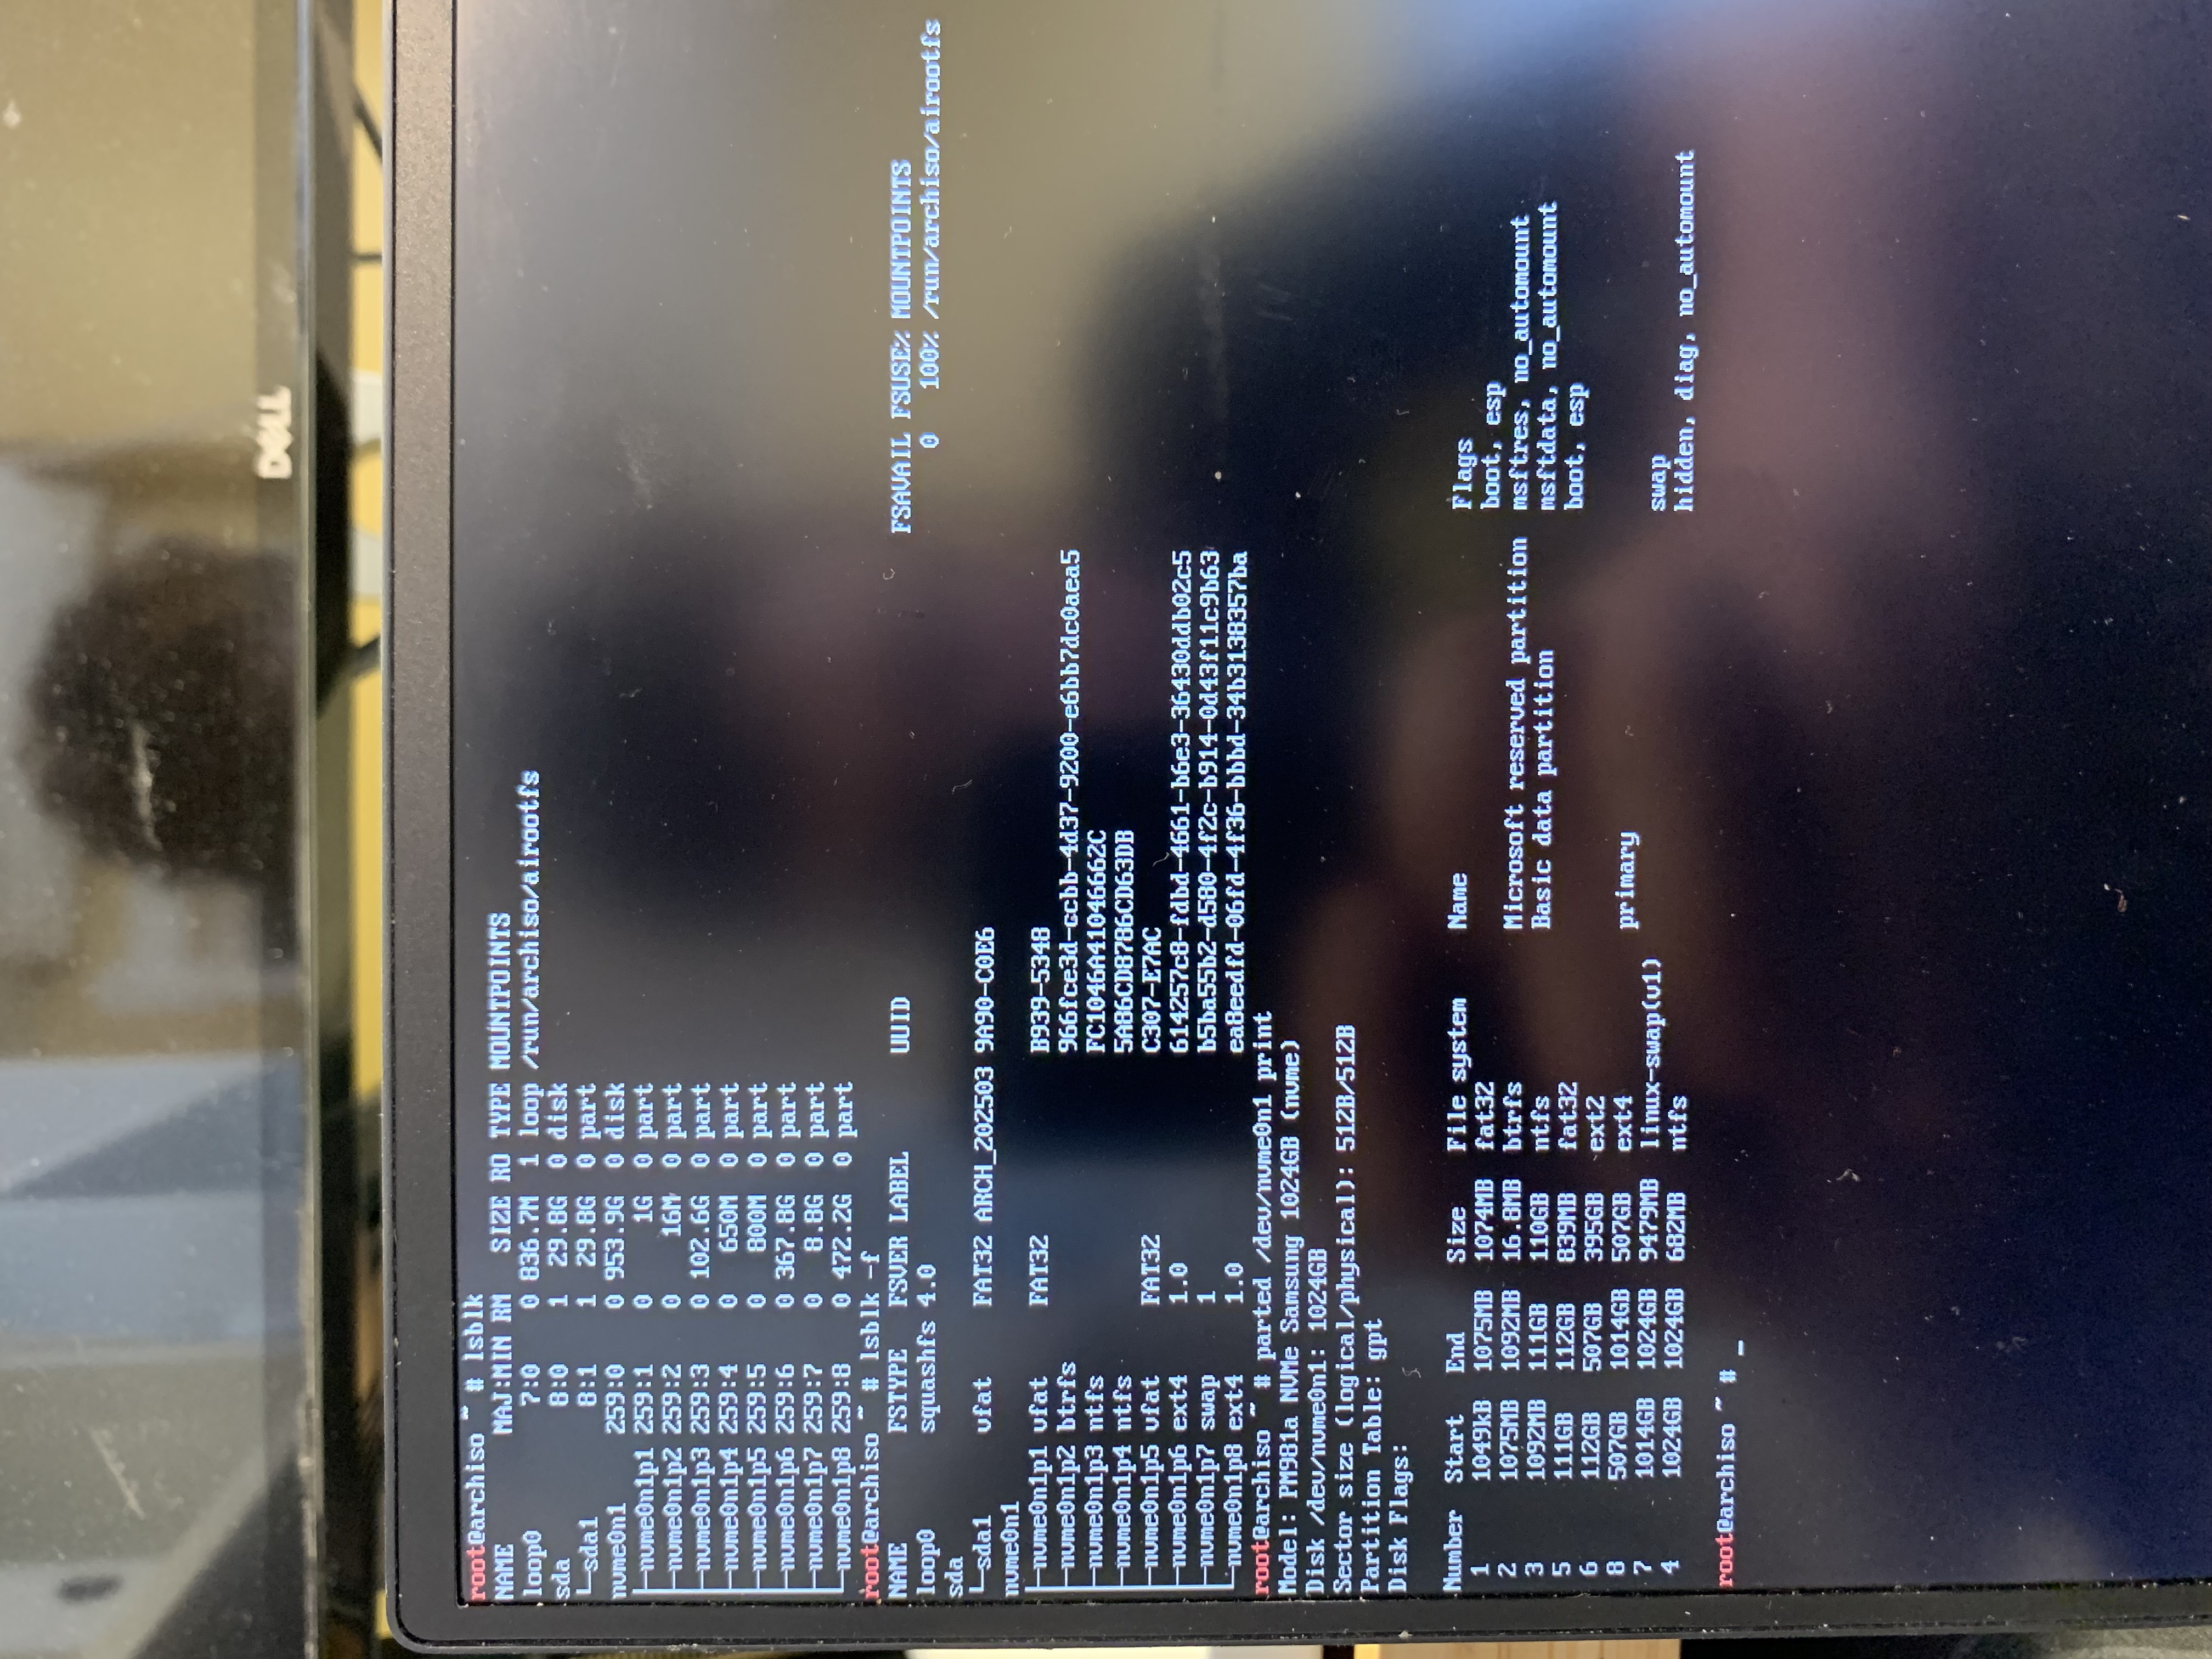 DELL
root@archiso ~ # lsblk
NAME        MAJ:MIN RM   SIZE RO TYPE MOUNTPOINTS
loop0         7:0    0 836.7M  1 loop /run/archiso/airootfs
sda           8:0    1  29.8G  0 disk
└─sda1        8:1    1  29.8G  0 part
nvme0n1     259:0    0 953.9G  0 disk
├─nvme0n1p1 259:1    0     1G  0 part
├─nvme0n1p2 259:2    0    16M  0 part
├─nvme0n1p3 259:3    0 102.6G  0 part
├─nvme0n1p4 259:4    0   650M  0 part
├─nvme0n1p5 259:5    0   800M  0 part
├─nvme0n1p6 259:6    0 367.8G  0 part
├─nvme0n1p7 259:7    0   8.8G  0 part
└─nvme0n1p8 259:8    0 472.2G  0 part
root@archiso ~ # lsblk -f
NAME        FSTYPE   FSVER LABEL       UUID                                 FSAVAIL FSUSE% MOUNTPOINTS
loop0       squashfs 4.0                                                          0   100% /run/archiso/airootfs
sda
└─sda1      vfat     FAT32 ARCH_202503 9A90-C0E6
nvme0n1
├─nvme0n1p1 vfat     FAT32             B939-5348
├─nvme0n1p2 btrfs                      966fce3d-ccbb-4d37-9200-e6bb7dc0aea5
├─nvme0n1p3 ntfs                       FC1046A41046662C
├─nvme0n1p4 ntfs                       5A86CD8786CD63DB
├─nvme0n1p5 vfat     FAT32             C307-E7AC
├─nvme0n1p6 ext4     1.0               614257c8-fdbd-4661-b6e3-36430ddb02c5
├─nvme0n1p7 swap     1                 b5ba55b2-d580-4f2c-b914-0d43f11c9b63
└─nvme0n1p8 ext4     1.0               ea8eedfd-06fd-4f36-bbbd-34b3138357ba
root@archiso ~ # parted /dev/nvme0n1 print
Model: PM981a NVMe Samsung 1024GB (nvme)
Disk /dev/nvme0n1: 1024GB
Sector size (logical/physical): 512B/512B
Partition Table: gpt
Disk Flags:
Number  Start   End     Size    File system     Name                          Flags
 1      1049kB  1075MB  1074MB  fat32                                         boot, esp
 2      1075MB  1092MB  16.8MB  btrfs           Microsoft reserved partition  msftres, no_automount
 3      1092MB  111GB   110GB   ntfs            Basic data partition          msftdata, no_automount
 5      111GB   112GB   839MB   fat32                                         boot, esp
 6      112GB   507GB   395GB   ext2
 8      507GB   1014GB  507GB   ext4            primary
 7      1014GB  1024GB  9479MB  linux-swap(v1)                                swap
 4      1024GB  1024GB  682MB   ntfs                                          hidden, diag, no_automount
root@archiso ~ # _